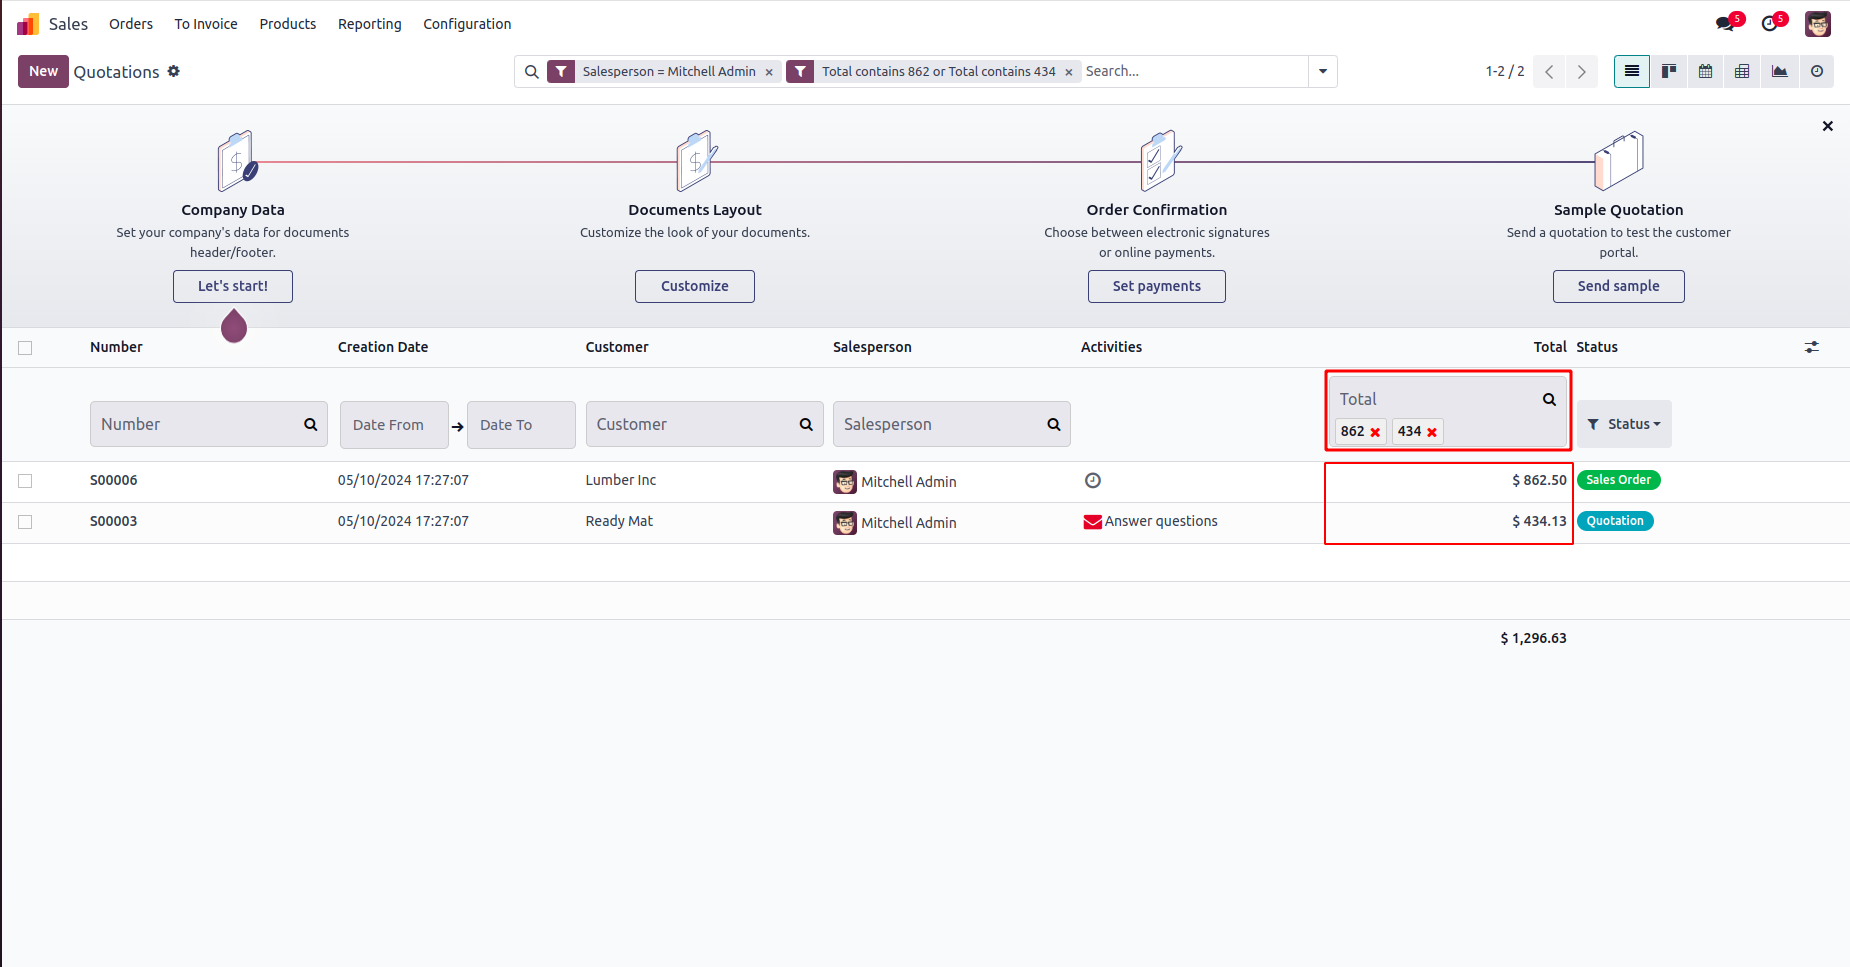 Sales Orders To Invoice Products Reporting Configuration 5 5
New Quotations Salesperson = Mitchell Admin × Total contains 862 or Total contains 434 × Search... 1-2 / 2
Company Data
Set your company's data for documents
header/footer.
Let's start!
Documents Layout
Customize the look of your documents.
Customize
Order Confirmation
Choose between electronic signatures
or online payments.
Set payments
Sample Quotation
Send a quotation to test the customer
portal.
Send sample
Number Creation Date Customer Salesperson Activities Total Status
Number Date From Date To Customer Salesperson Total Status
862 434
S00006 05/10/2024 17:27:07 Lumber Inc Mitchell Admin $ 862.50 Sales Order
S00003 05/10/2024 17:27:07 Ready Mat Mitchell Admin Answer questions $ 434.13 Quotation
$ 1,296.63